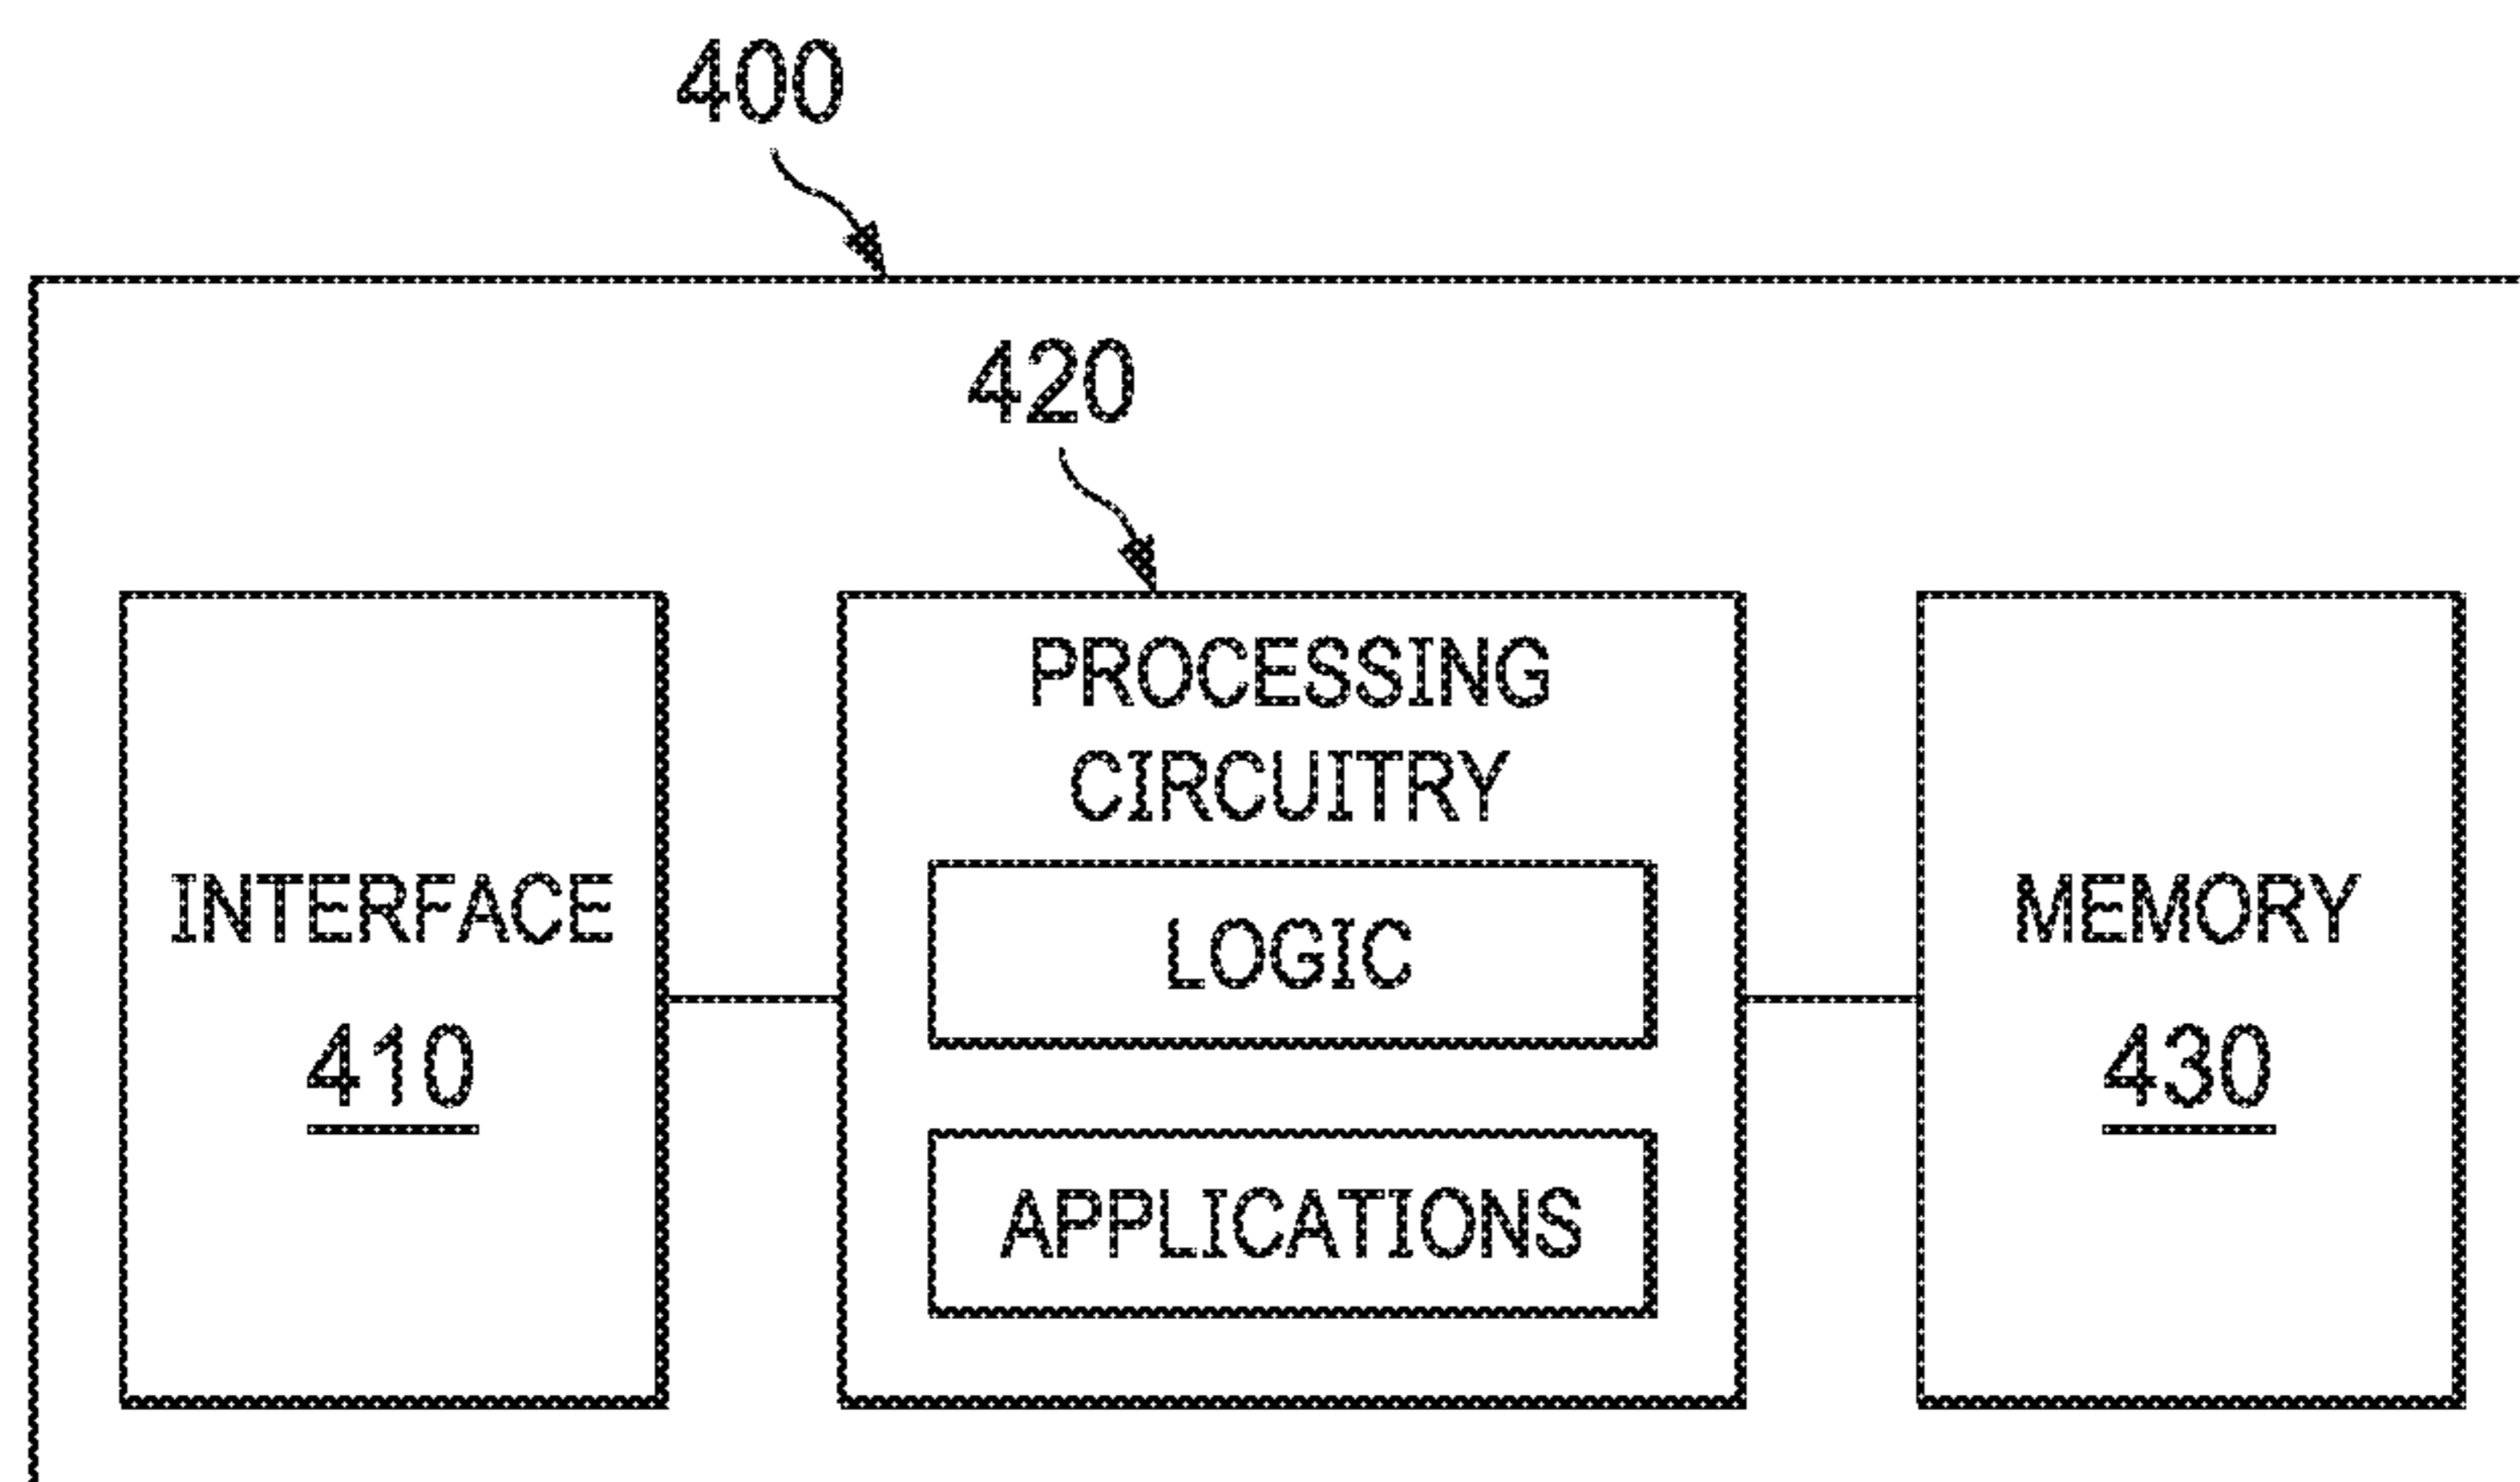 400
420
PROCESSING
CIRCUITRY
INTERFACE
410
LOGIC
APPLICATIONS
MEMORY
430